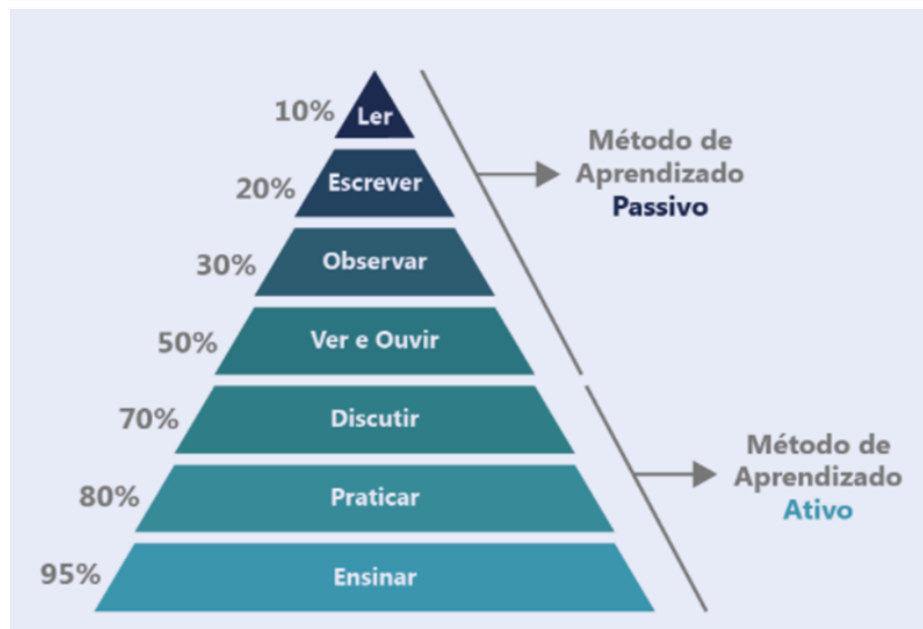 10% Ler
Método de
Aprendizado
Passivo
20% Escrever
30% Observar
50% Ver e Ouvir
70% Discutir
Método de
Aprendizado
Ativo
80% Praticar
95% Ensinar